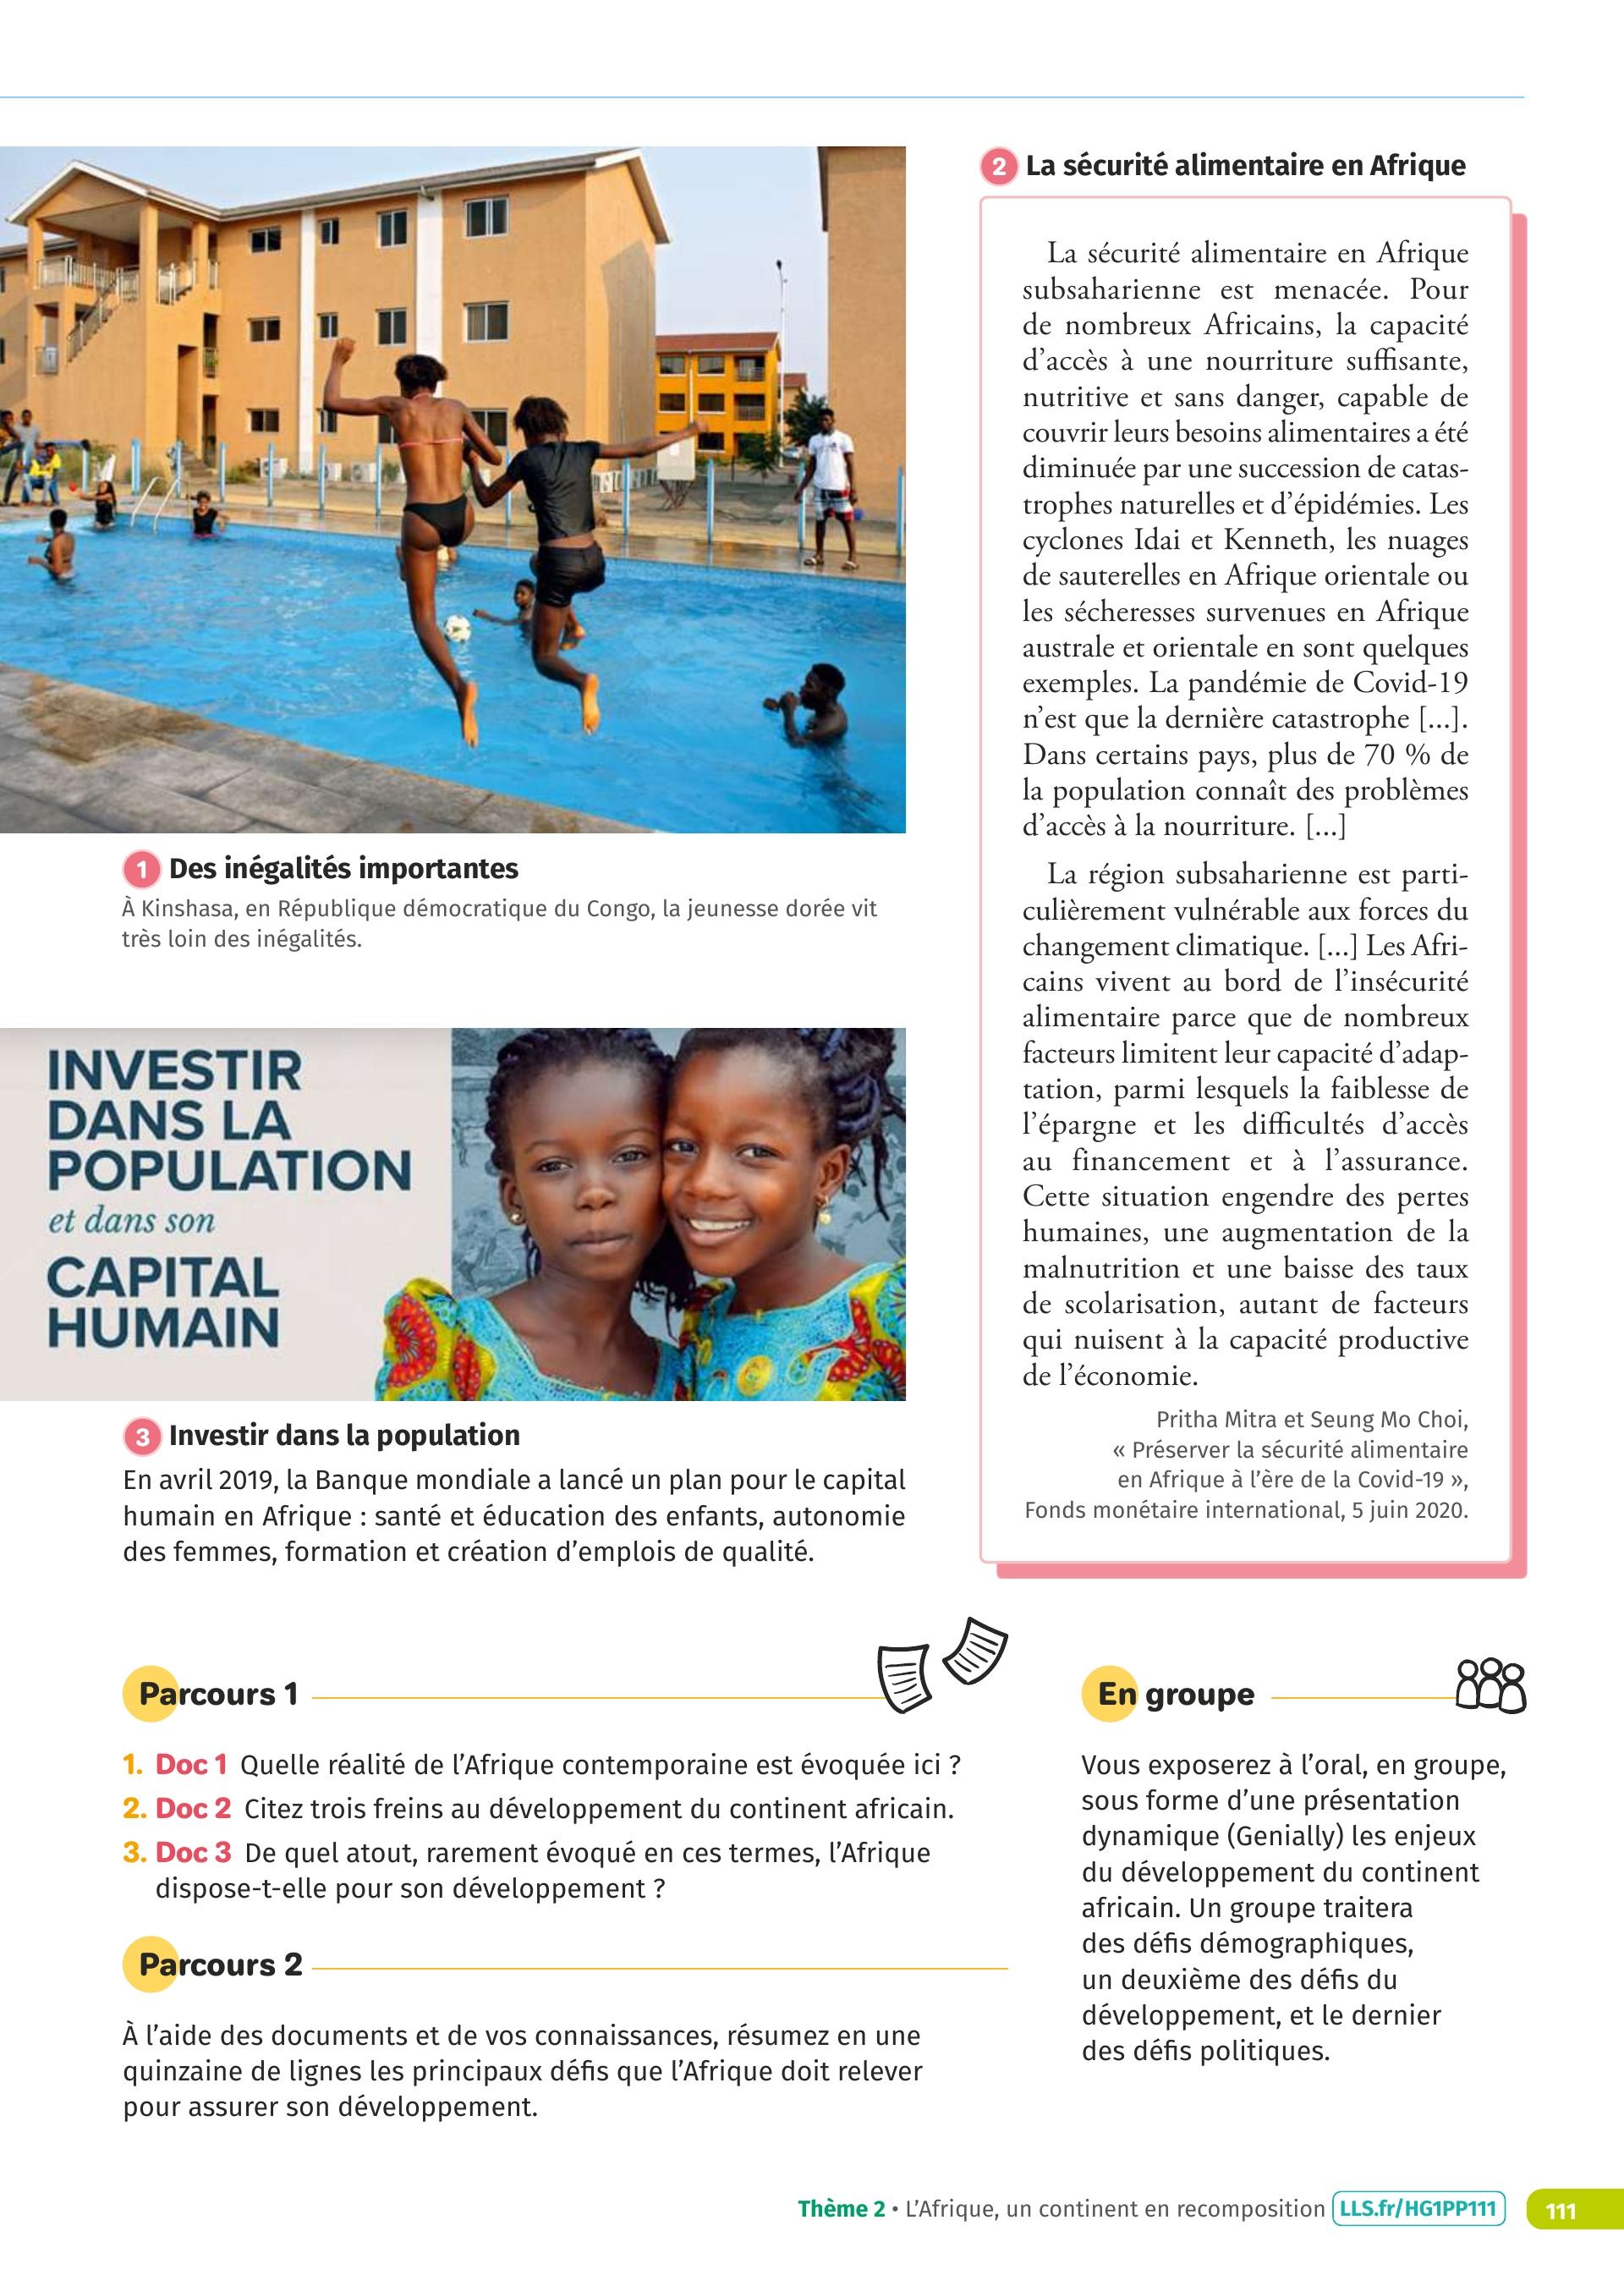 1 Des inégalités importantes
À Kinshasa, en République démocratique du Congo, la jeunesse dorée vit
très loin des inégalités.
2 La sécurité alimentaire en Afrique
La sécurité alimentaire en Afrique
subsaharienne est menacée. Pour
de nombreux Africains, la capacité
d’accès à une nourriture suffisante,
nutritive et sans danger, capable de
couvrir leurs besoins alimentaires a été
diminuée par une succession de catas-
trophes naturelles et d’épidémies. Les
cyclones Idai et Kenneth, les nuages
de sauterelles en Afrique orientale ou
les sécheresses survenues en Afrique
australe et orientale en sont quelques
exemples. La pandémie de Covid-19
n’est que la dernière catastrophe [...].
Dans certains pays, plus de 70 % de
la population connaît des problèmes
d’accès à la nourriture. [...]
La région subsaharienne est parti-
culièrement vulnérable aux forces du
changement climatique. [...] Les Afri-
cains vivent au bord de l’insécurité
alimentaire parce que de nombreux
facteurs limitent leur capacité d’adap-
tation, parmi lesquels la faiblesse de
l’épargne et les difficultés d’accès
au financement et à l’assurance.
Cette situation engendre des pertes
humaines, une augmentation de la
malnutrition et une baisse des taux
de scolarisation, autant de facteurs
qui nuisent à la capacité productive
de l’économie.
Pritha Mitra et Seung Mo Choi,
« Préserver la sécurité alimentaire
en Afrique à l’ère de la Covid-19 »,
Fonds monétaire international, 5 juin 2020.
INVESTIR
DANS LA
POPULATION
et dans son
CAPITAL
HUMAIN
3 Investir dans la population
En avril 2019, la Banque mondiale a lancé un plan pour le capital
humain en Afrique : santé et éducation des enfants, autonomie
des femmes, formation et création d’emplois de qualité.
Parcours 1
1. Doc 1 Quelle réalité de l’Afrique contemporaine est évoquée ici ?
2. Doc 2 Citez trois freins au développement du continent africain.
3. Doc 3 De quel atout, rarement évoqué en ces termes, l’Afrique
dispose-t-elle pour son développement ?
Parcours 2
À l’aide des documents et de vos connaissances, résumez en une
quinzaine de lignes les principaux défis que l’Afrique doit relever
pour assurer son développement.
En groupe
Vous exposerez à l’oral, en groupe,
sous forme d’une présentation
dynamique (Genially) les enjeux
du développement du continent
africain. Un groupe traitera
des défis démographiques,
un deuxième des défis du
développement, et le dernier
des défis politiques.
Thème 2 • L’Afrique, un continent en recomposition LLS.fr/HG1PP111 111